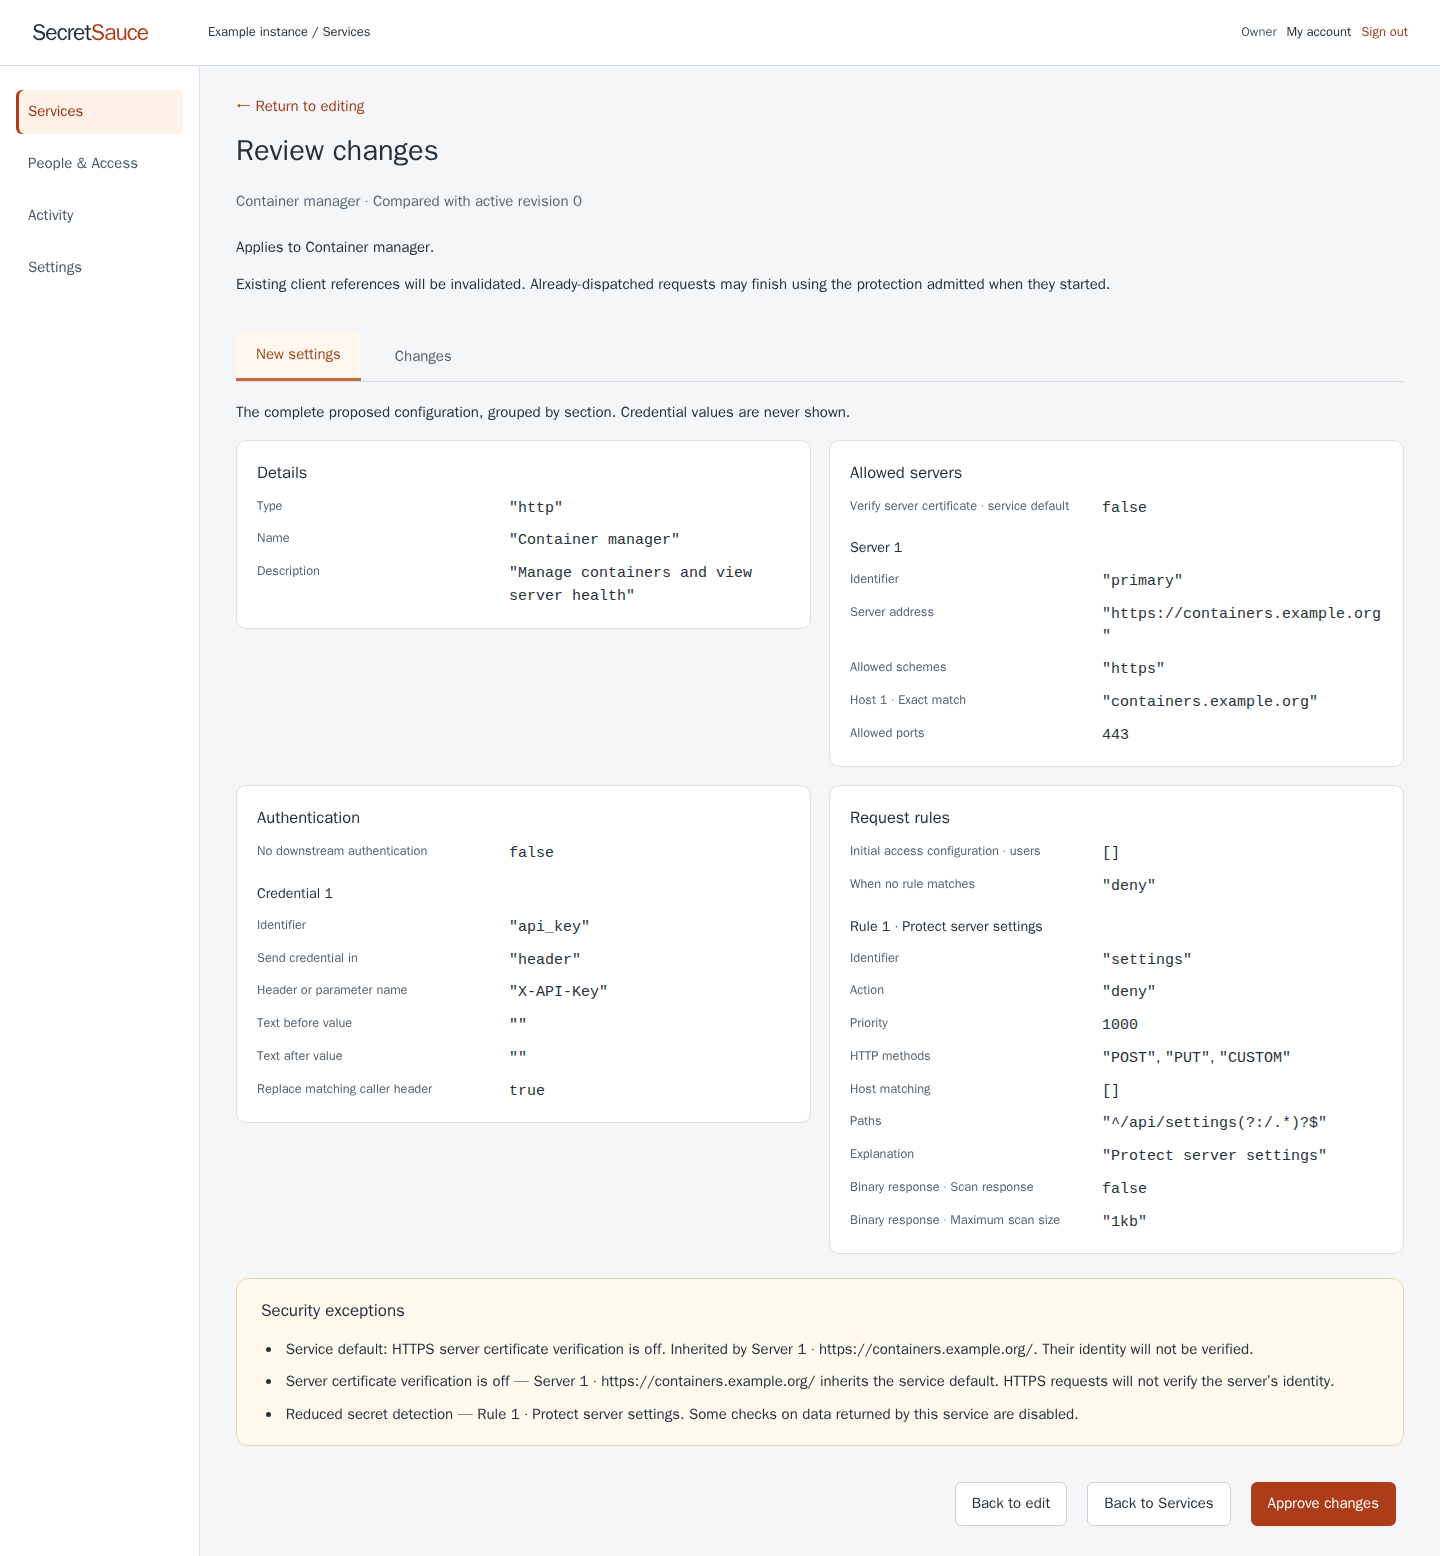 SecretSauce
Example instance / Services
Owner My account Sign out
Services
People & Access
Activity
Settings
← Return to editing
Review changes
Container manager · Compared with active revision 0
Applies to Container manager.
Existing client references will be invalidated. Already-dispatched requests may finish using the protection admitted when they started.
New settings
Changes
The complete proposed configuration, grouped by section. Credential values are never shown.
Details
Type "http"
Name "Container manager"
Description "Manage containers and view
server health"
Allowed servers
Verify server certificate · service default false
Server 1
Identifier "primary"
Server address "https://containers.example.org
"
Allowed schemes "https"
Host 1 · Exact match "containers.example.org"
Allowed ports 443
Authentication
No downstream authentication false
Credential 1
Identifier "api_key"
Send credential in "header"
Header or parameter name "X-API-Key"
Text before value ""
Text after value ""
Replace matching caller header true
Request rules
Initial access configuration · users []
When no rule matches "deny"
Rule 1 · Protect server settings
Identifier "settings"
Action "deny"
Priority 1000
HTTP methods "POST", "PUT", "CUSTOM"
Host matching []
Paths "^/api/settings(?:/.*)?$"
Explanation "Protect server settings"
Binary response · Scan response false
Binary response · Maximum scan size "1kb"
Security exceptions
• Service default: HTTPS server certificate verification is off. Inherited by Server 1 · https://containers.example.org/. Their identity will not be verified.
• Server certificate verification is off — Server 1 · https://containers.example.org/ inherits the service default. HTTPS requests will not verify the server's identity.
• Reduced secret detection — Rule 1 · Protect server settings. Some checks on data returned by this service are disabled.
Back to edit
Back to Services
Approve changes